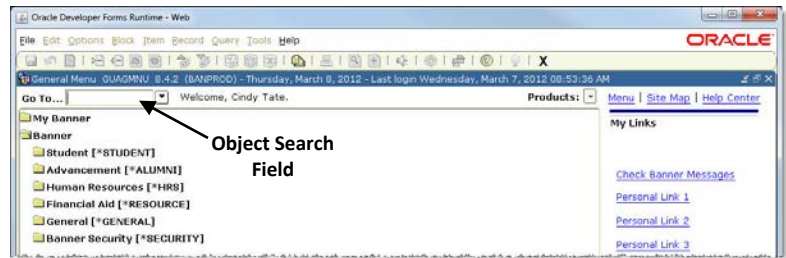 Oracle Developer Forms Runtime - Web
File Edit Options Block Item Record Query Tools Help
ORACLE
X
General Menu GUAGMNU 8.4.2 (BANPROD) - Thursday, March 8, 2012 - Last login Wednesday, March 7, 2012 08:53:36 AM
Go To... Welcome, Cindy Tate. Products: Menu | Site Map | Help Center
My Banner
My Links
Banner
Object Search
Field
Student [*STUDENT]
Advancement [*ALUMNI]
Check Banner Messages
Human Resources [*HRS]
Personal Link 1
Financial Aid [*RESOURCE]
General [*GENERAL]
Personal Link 2
Banner Security [*SECURITY]
Personal Link 3